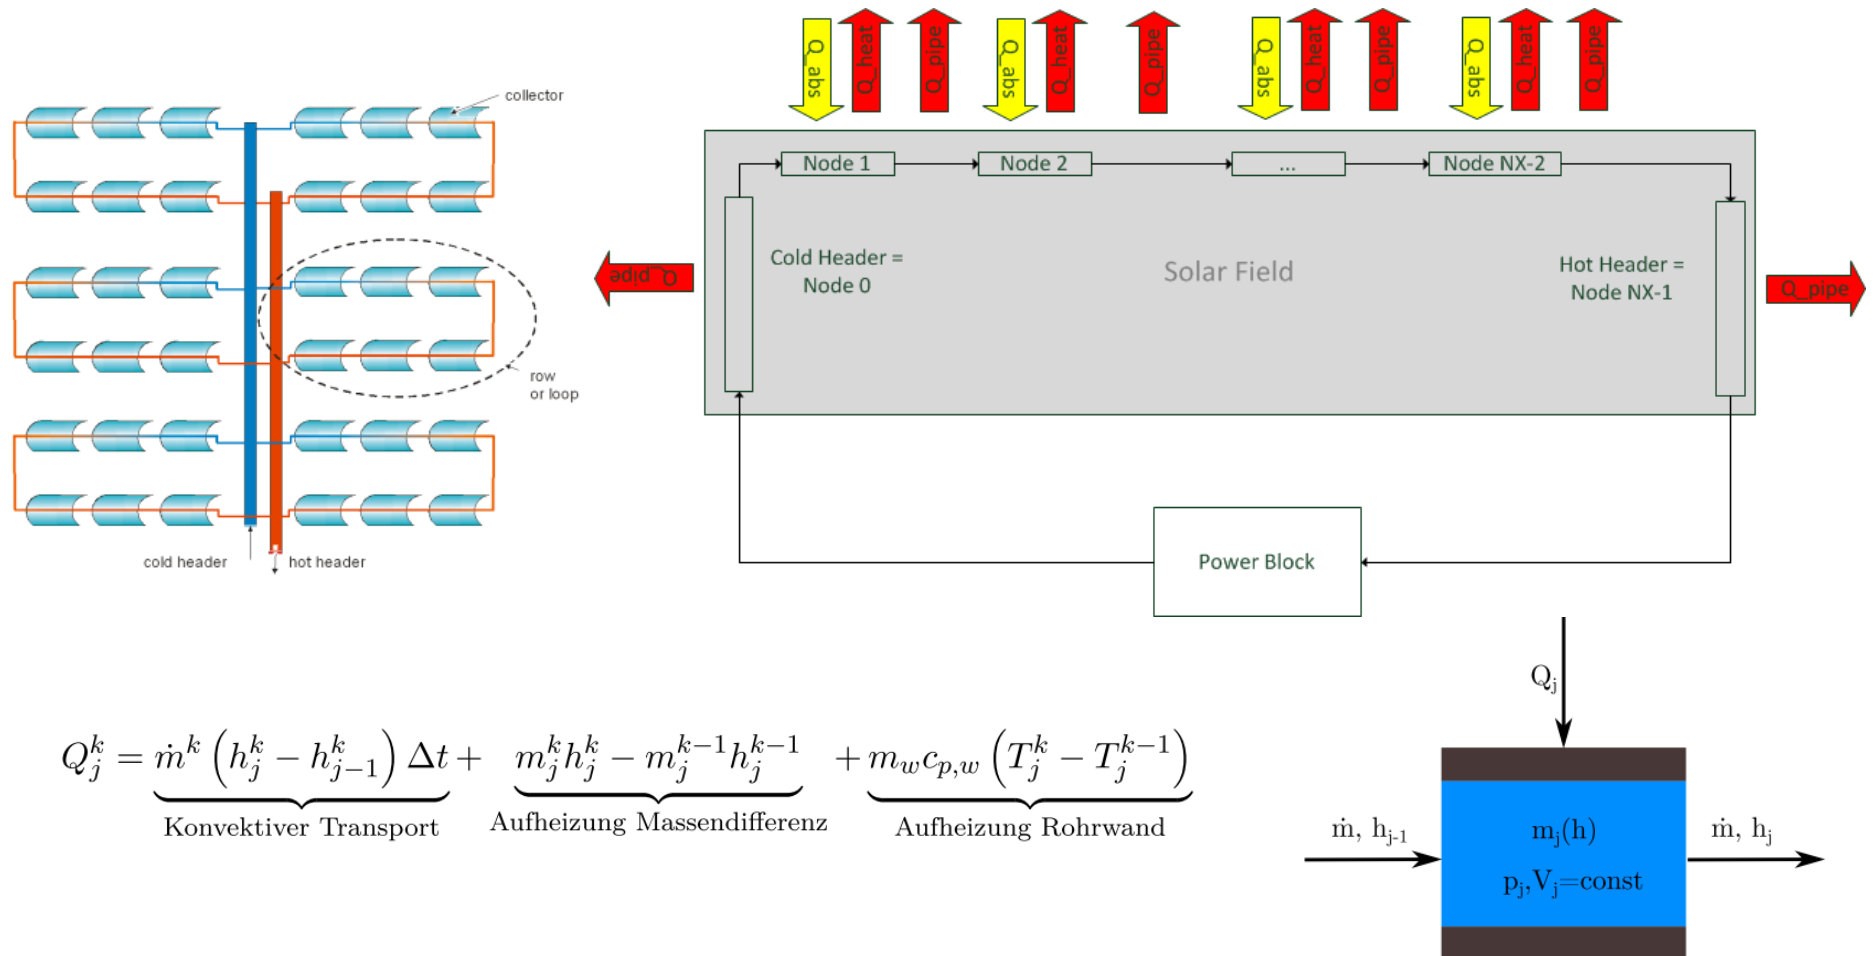 collector
row
or loop
cold header
hot header
Q_abs
Q_heat
Q_pipe
Q_abs
Q_heat
Q_pipe
Q_abs
Q_heat
Q_pipe
Q_abs
Q_heat
Q_pipe
Node 1
Node 2
...
Node NX-2
Q_pipe
Cold Header =
Node 0
Solar Field
Hot Header =
Node NX-1
Q_pipe
Power Block
Q_j^k = ṁ^k (h_j^k − h_{j−1}^k) Δt + m_j^k h_j^k − m_j^{k−1} h_j^{k−1} + m_w c_{p,w} (T_j^k − T_j^{k−1})
Konvektiver Transport
Aufheizung Massendifferenz
Aufheizung Rohrwand
Q_j
ṁ, h_{j-1}
m_j(h)
p_j,V_j=const
ṁ, h_j